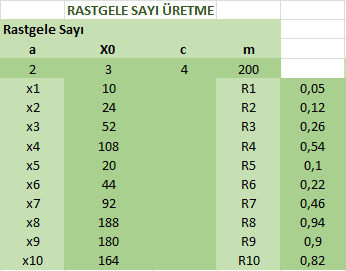 RASTGELE SAYI ÜRETME
Rastgele Sayı
a X0 c m
2 3 4 200
x1 10 R1 0,05
x2 24 R2 0,12
x3 52 R3 0,26
x4 108 R4 0,54
x5 20 R5 0,1
x6 44 R6 0,22
x7 92 R7 0,46
x8 188 R8 0,94
x9 180 R9 0,9
x10 164 R10 0,82